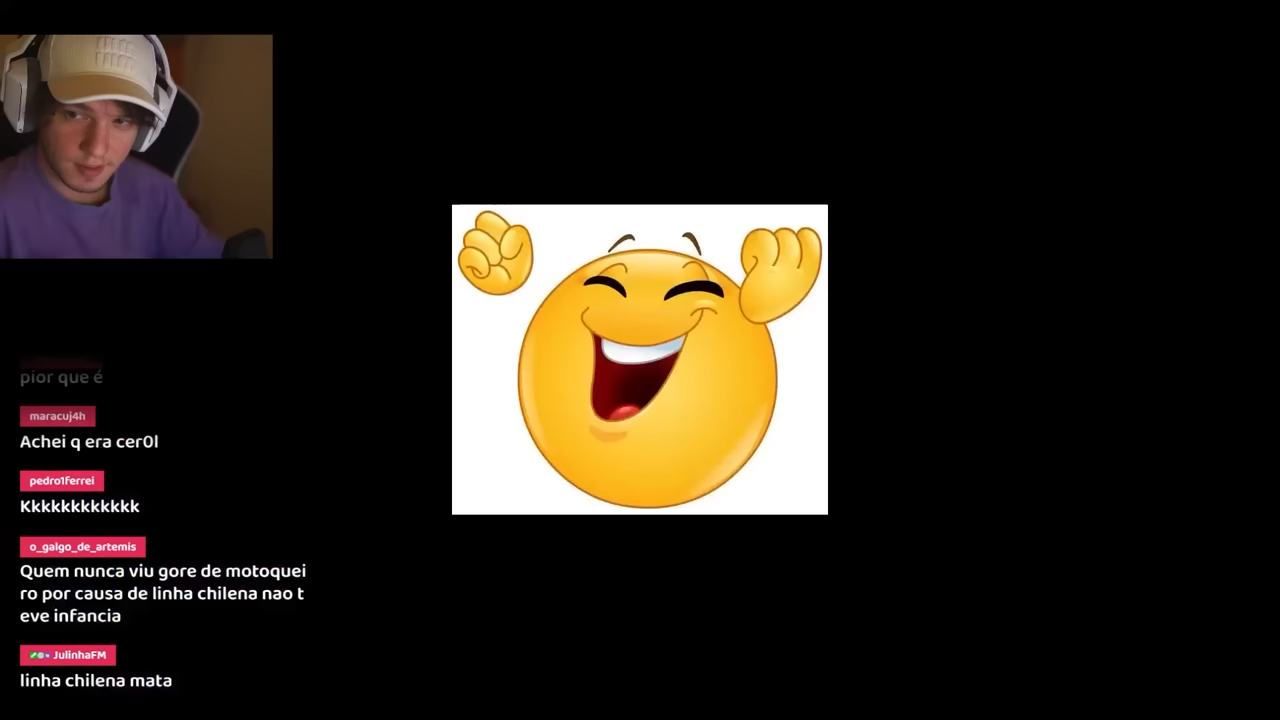 pior que é
maracuj4h
Achei q era cer0l
pedro1ferrei
Kkkkkkkkkkkk
o_galgo_de_artemis
Quem nunca viu gore de motoquei
ro por causa de linha chilena nao t
eve infancia
JulinhaFM
linha chilena mata